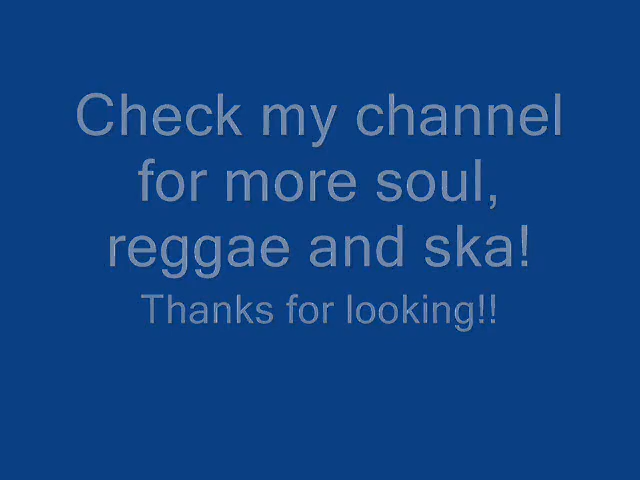 Check my channel
for more soul,
reggae and ska!
Thanks for looking!!